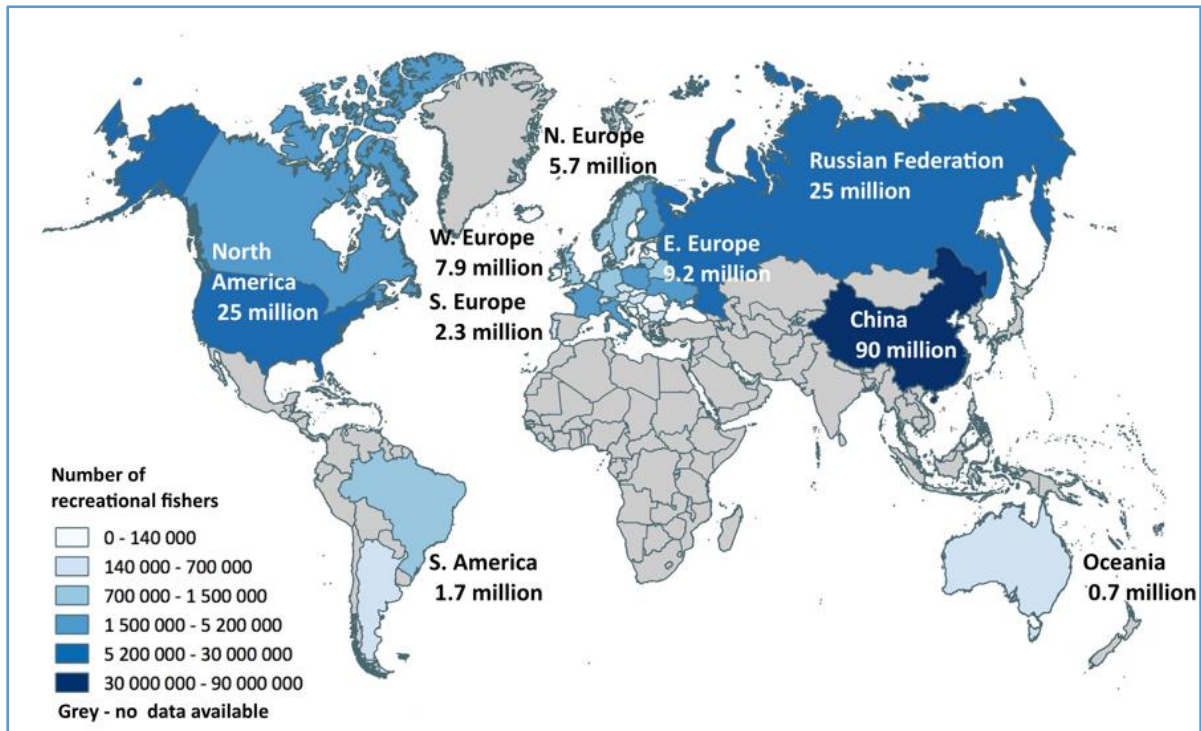 N. Europe
5.7 million
Russian Federation
25 million
W. Europe
7.9 million
E. Europe
9.2 million
North
America
25 million
S. Europe
2.3 million
China
90 million
Number of
recreational fishers
0 - 140 000
140 000 - 700 000
700 000 - 1 500 000
1 500 000 - 5 200 000
5 200 000 - 30 000 000
30 000 000 - 90 000 000
Grey - no data available
S. America
1.7 million
Oceania
0.7 million